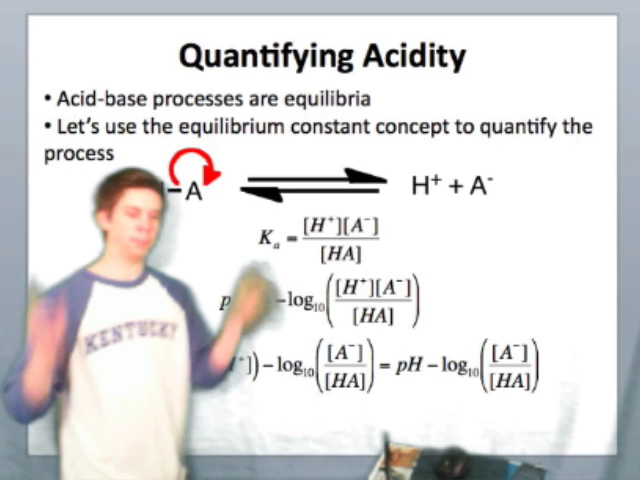 Quantifying Acidity
• Acid-base processes are equilibria
• Let's use the equilibrium constant concept to quantify the
process
–A ⇌ H⁺ + A⁻
Kₐ = [H⁺][A⁻] / [HA]
p –log₁₀([H⁺][A⁻] / [HA])
⁺]) – log₁₀([A⁻] / [HA]) = pH – log₁₀([A⁻] / [HA])
KENTUCKY